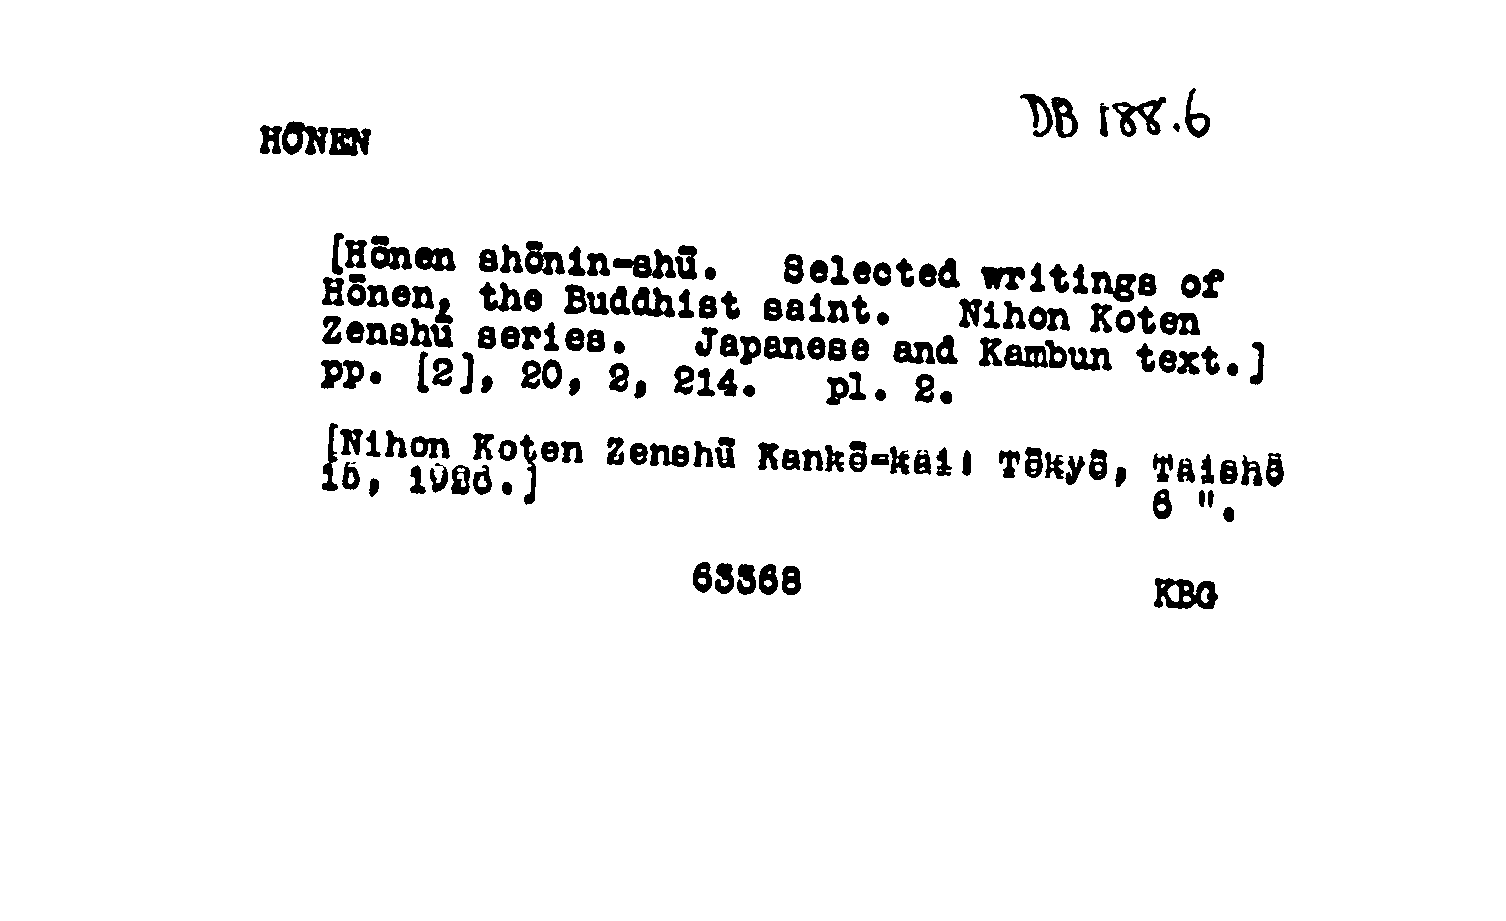 DB 188.6
HŌNEN
[Hōnen shōnin-shū. Selected writings of
Hōnen, the Buddhist saint. Nihon Koten
Zenshū series. Japanese and Kambun text.]
pp. [2], 20, 2, 214. pl. 2.
[Nihon Koten Zenshū Kankō-kai: Tōkyō, Taishō
15, 1926.]
6 ".
63368 KBG